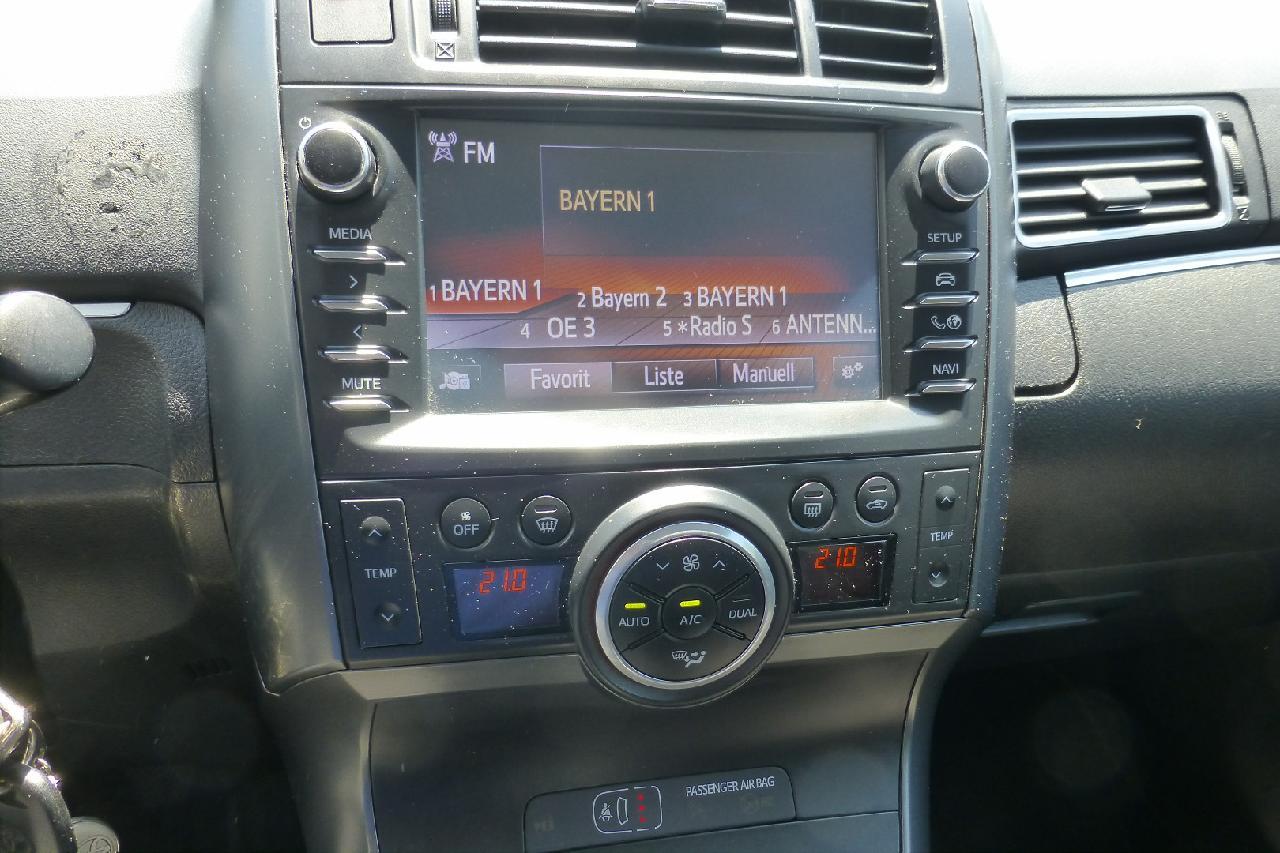 FM
BAYERN 1
1 BAYERN 1 2 Bayern 2 3 BAYERN 1
4 OE 3 5 *Radio S 6 ANTENN...
Favorit Liste Manuell
MEDIA
>
<
MUTE
SETUP
NAVI
OFF
TEMP
21.0
AUTO
A/C
DUAL
21.0
TEMP
PASSENGER AIR BAG